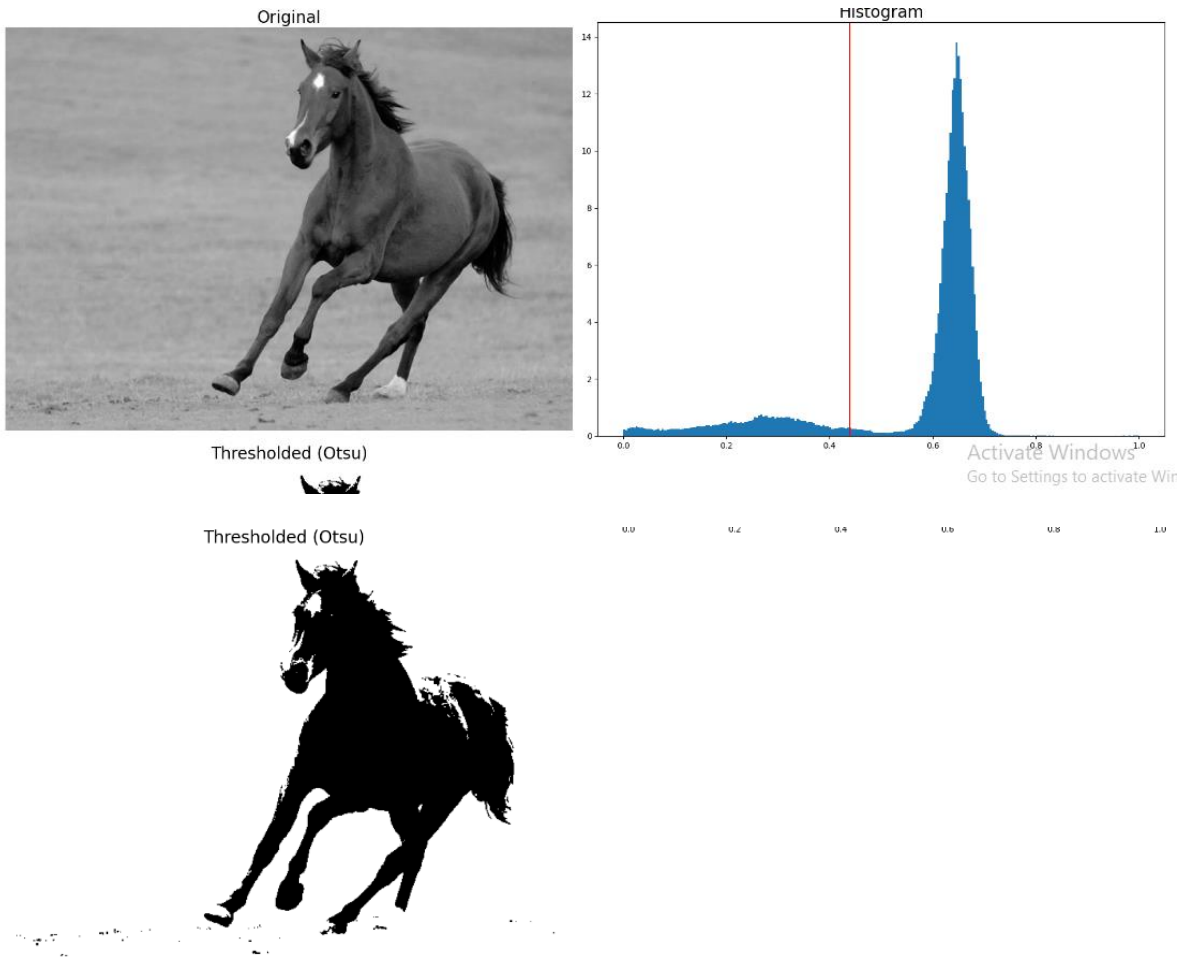 Original
Histogram
14
12
10
8
6
4
2
0
0.0 0.2 0.4 0.6 0.8 1.0
Activate Windows
Go to Settings to activate Win
Thresholded (Otsu)
Thresholded (Otsu)
0.0 0.2 0.4 0.6 0.8 1.0